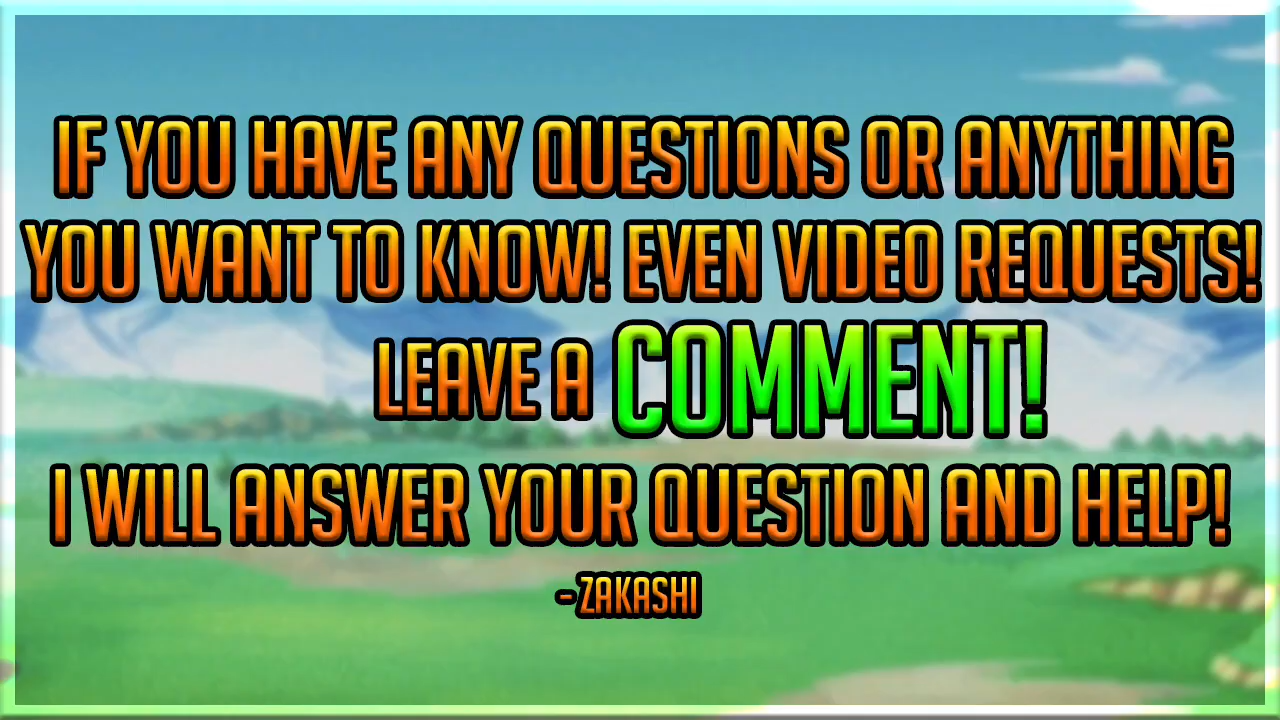 IF YOU HAVE ANY QUESTIONS OR ANYTHING
YOU WANT TO KNOW! EVEN VIDEO REQUESTS!
LEAVE A COMMENT!
I WILL ANSWER YOUR QUESTION AND HELP!
- ZAKASHI